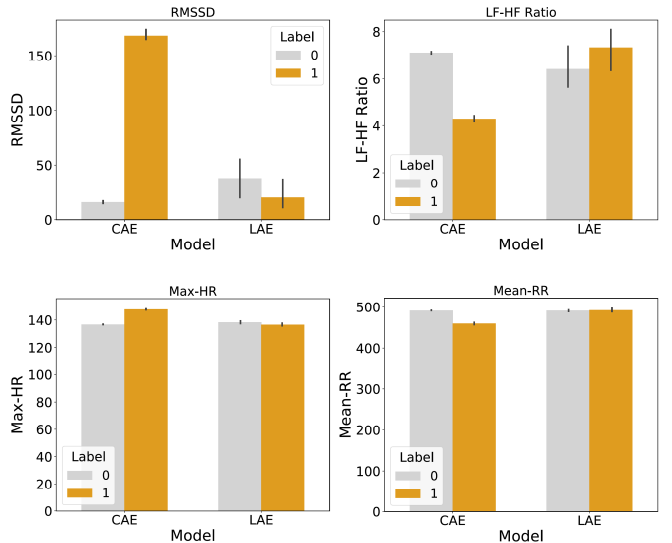 RMSSD
Label
0
1
150
100
50
0
RMSSD
CAE
LAE
Model
LF-HF Ratio
8
6
4
2
0
LF-HF Ratio
Label
0
1
CAE
LAE
Model
Max-HR
140
120
100
80
60
40
20
0
Max-HR
Label
0
1
CAE
LAE
Model
Mean-RR
500
400
300
200
100
0
Mean-RR
Label
0
1
CAE
LAE
Model